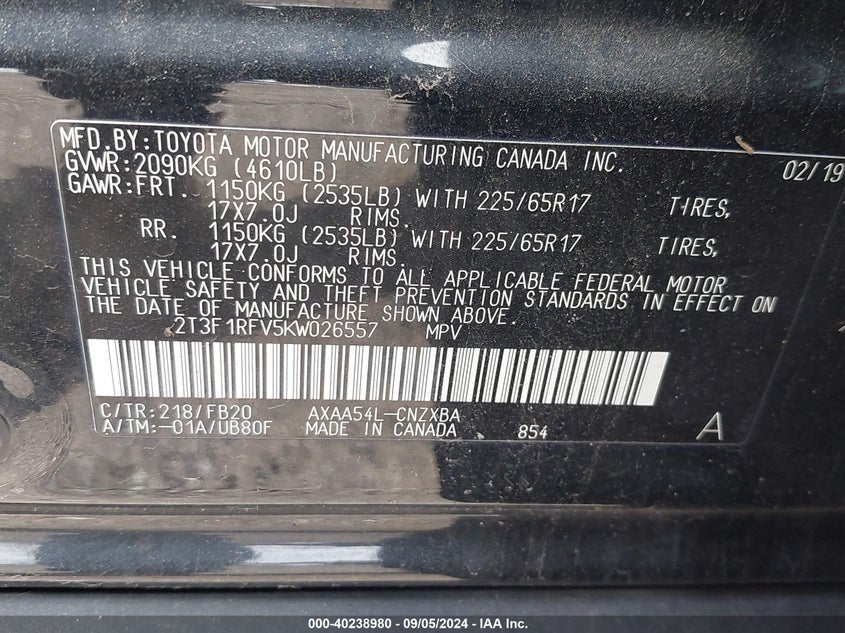 MFD.BY:TOYOTA MOTOR MANUFACTURING CANADA INC. 02/19
GVWR:2090KG (4610LB)
GAWR:FRT. 1150KG (2535LB) WITH 225/65R17 TIRES,
17X7.0J RIMS.
RR. 1150KG (2535LB) WITH 225/65R17 TIRES,
17X7.0J RIMS.
THIS VEHICLE CONFORMS TO ALL APPLICABLE FEDERAL MOTOR
VEHICLE SAFETY AND THEFT PREVENTION STANDARDS IN EFFECT ON
THE DATE OF MANUFACTURE SHOWN ABOVE.
2T3F1RFV5KW026557 MPV
C/TR:218/FB20 AXAA54L-CNZXBA
A/TM:-01A/UB80F MADE IN CANADA 854 A
000-40238980 - 09/05/2024 - IAA Inc.